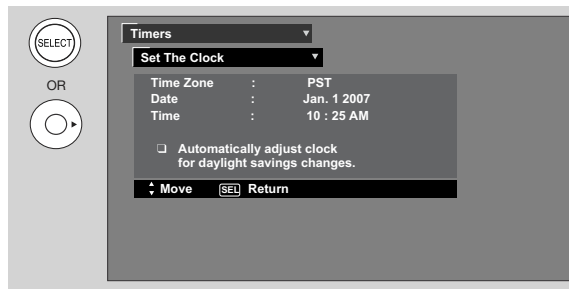 SELECT
OR
Timers
Set The Clock
Time Zone : PST
Date : Jan. 1 2007
Time : 10 : 25 AM
❏ Automatically adjust clock
for daylight savings changes.
Move SEL Return